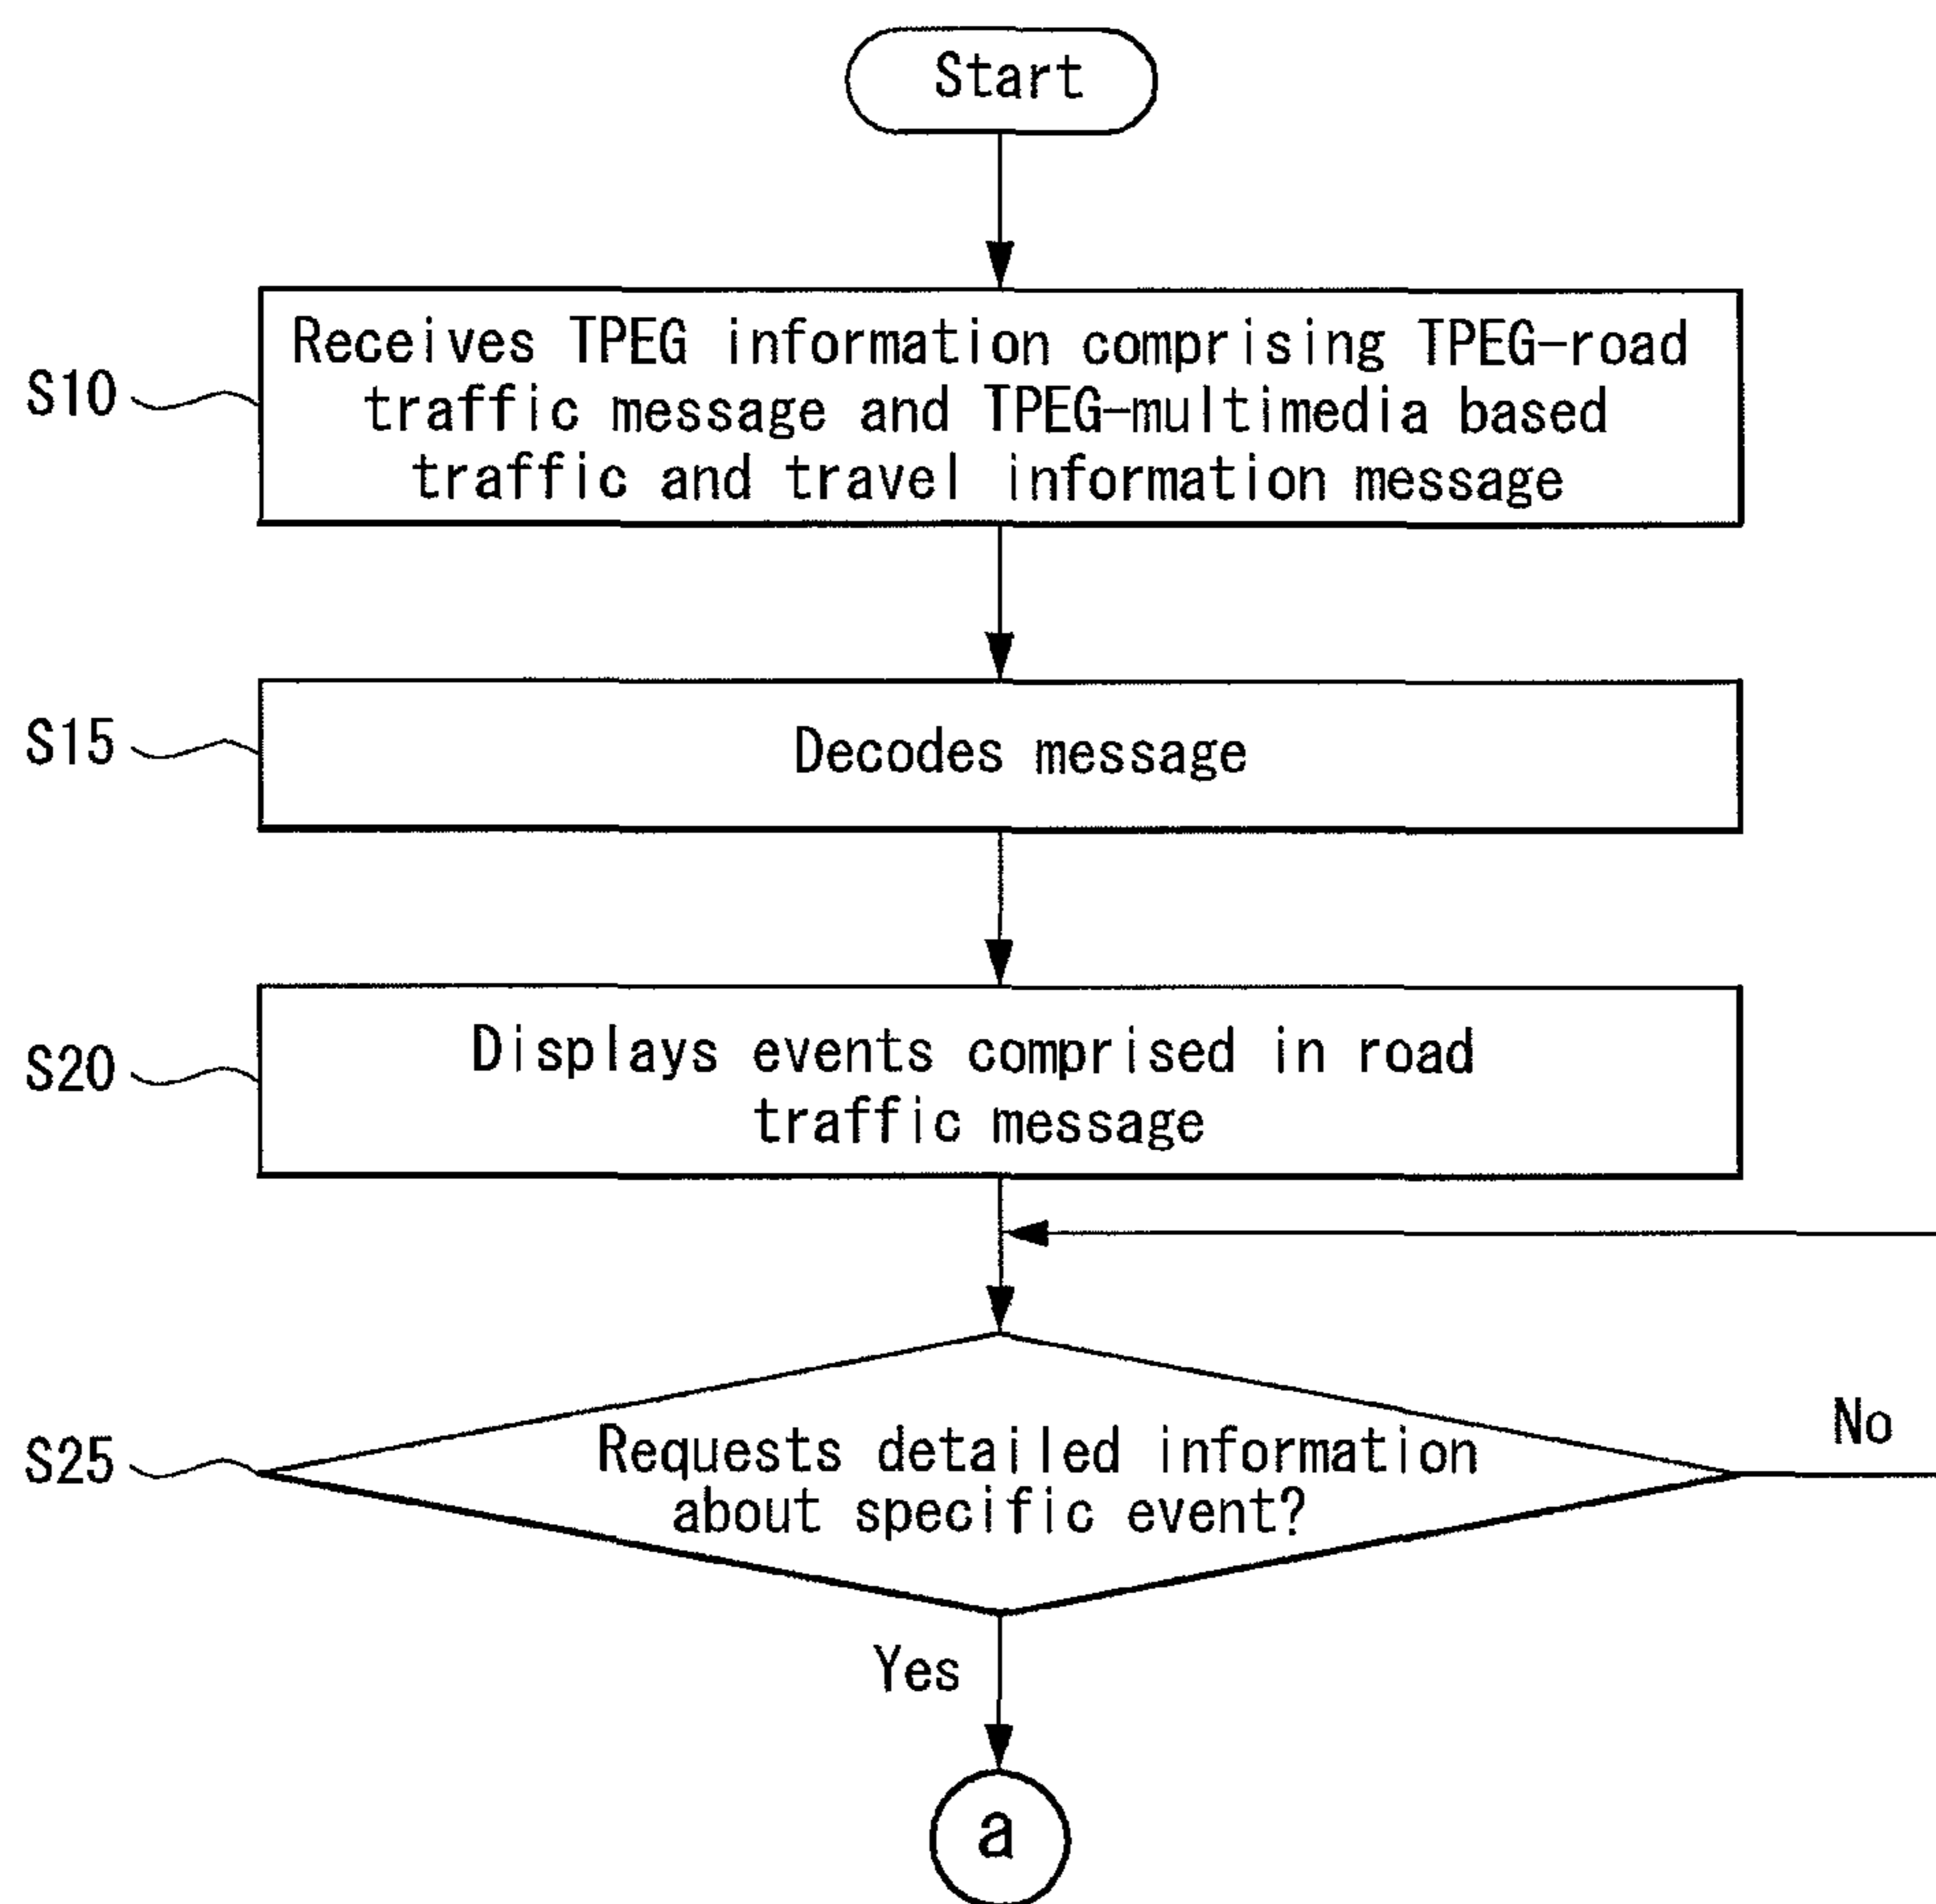 Start
S10
Receives TPEG information comprising TPEG-road
traffic message and TPEG-multimedia based
traffic and travel information message
S15
Decodes message
S20
Displays events comprised in road
traffic message
S25
Requests detailed information
about specific event?
No
Yes
a